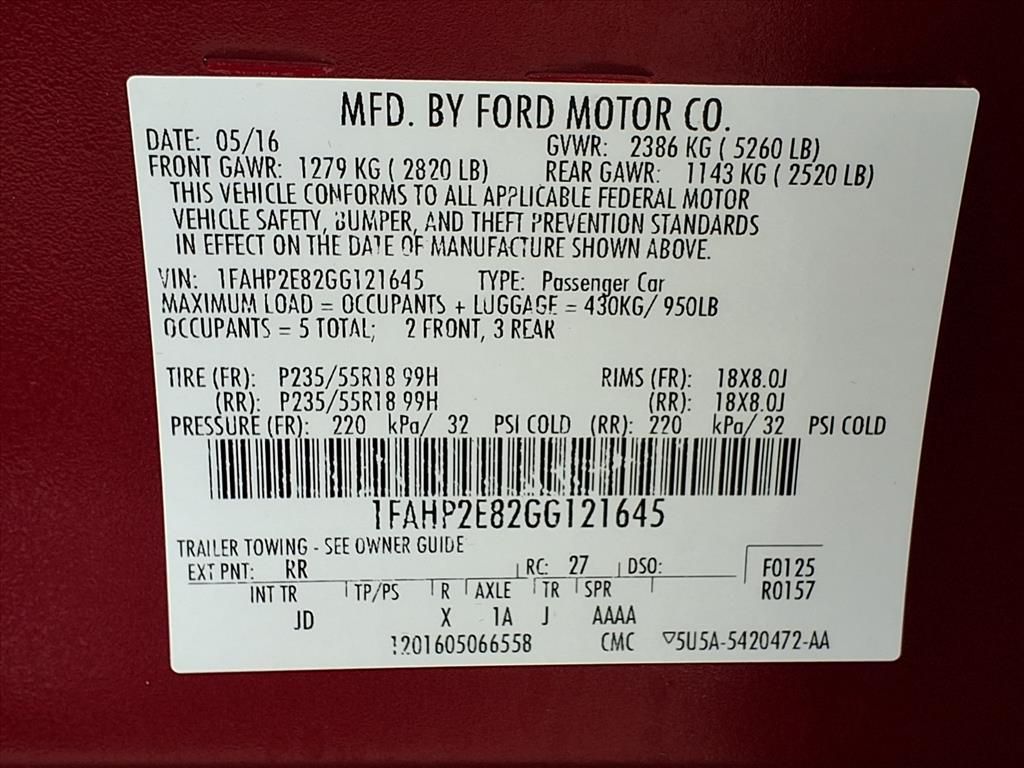 MFD. BY FORD MOTOR CO.
DATE: 05/16 GVWR: 2386 KG ( 5260 LB)
FRONT GAWR: 1279 KG ( 2820 LB) REAR GAWR: 1143 KG ( 2520 LB)
THIS VEHICLE CONFORMS TO ALL APPLICABLE FEDERAL MOTOR
VEHICLE SAFETY, BUMPER, AND THEFT PREVENTION STANDARDS
IN EFFECT ON THE DATE OF MANUFACTURE SHOWN ABOVE.
VIN: 1FAHP2E82GG121645 TYPE: Passenger Car
MAXIMUM LOAD = OCCUPANTS + LUGGAGE = 430KG/ 950LB
OCCUPANTS = 5 TOTAL; 2 FRONT, 3 REAR
TIRE (FR): P235/55R18 99H RIMS (FR): 18X8.0J
(RR): P235/55R18 99H (RR): 18X8.0J
PRESSURE (FR): 220 kPa/ 32 PSI COLD (RR): 220 kPa/ 32 PSI COLD
1FAHP2E82GG121645
TRAILER TOWING - SEE OWNER GUIDE
EXT PNT: RR RC: 27 DSO: F0125
INT TR TP/PS R AXLE TR SPR R0157
JD X 1A J AAAA
1201605066558 CMC ▽5U5A-5420472-AA